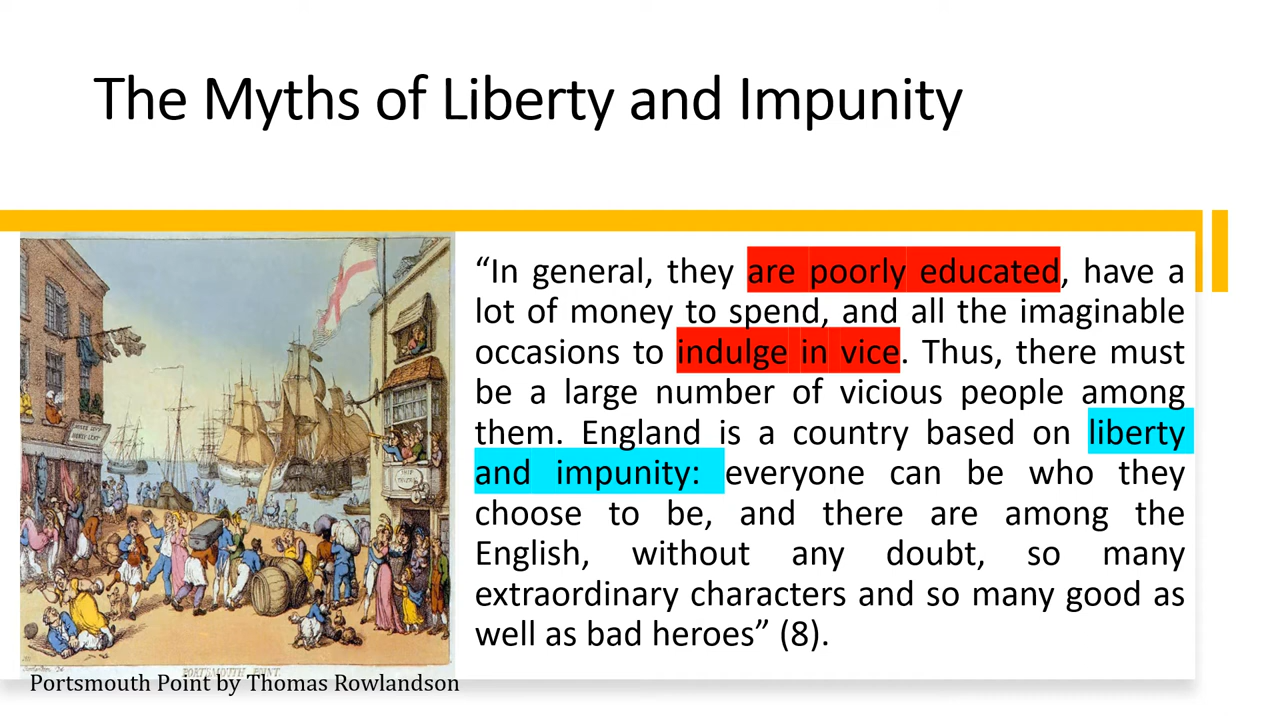 The Myths of Liberty and Impunity
“In general, they are poorly educated, have a
lot of money to spend, and all the imaginable
occasions to indulge in vice. Thus, there must
be a large number of vicious people among
them. England is a country based on liberty
and impunity: everyone can be who they
choose to be, and there are among the
English, without any doubt, so many
extraordinary characters and so many good as
well as bad heroes” (8).
PORTSMOUTH POINT.
Portsmouth Point by Thomas Rowlandson